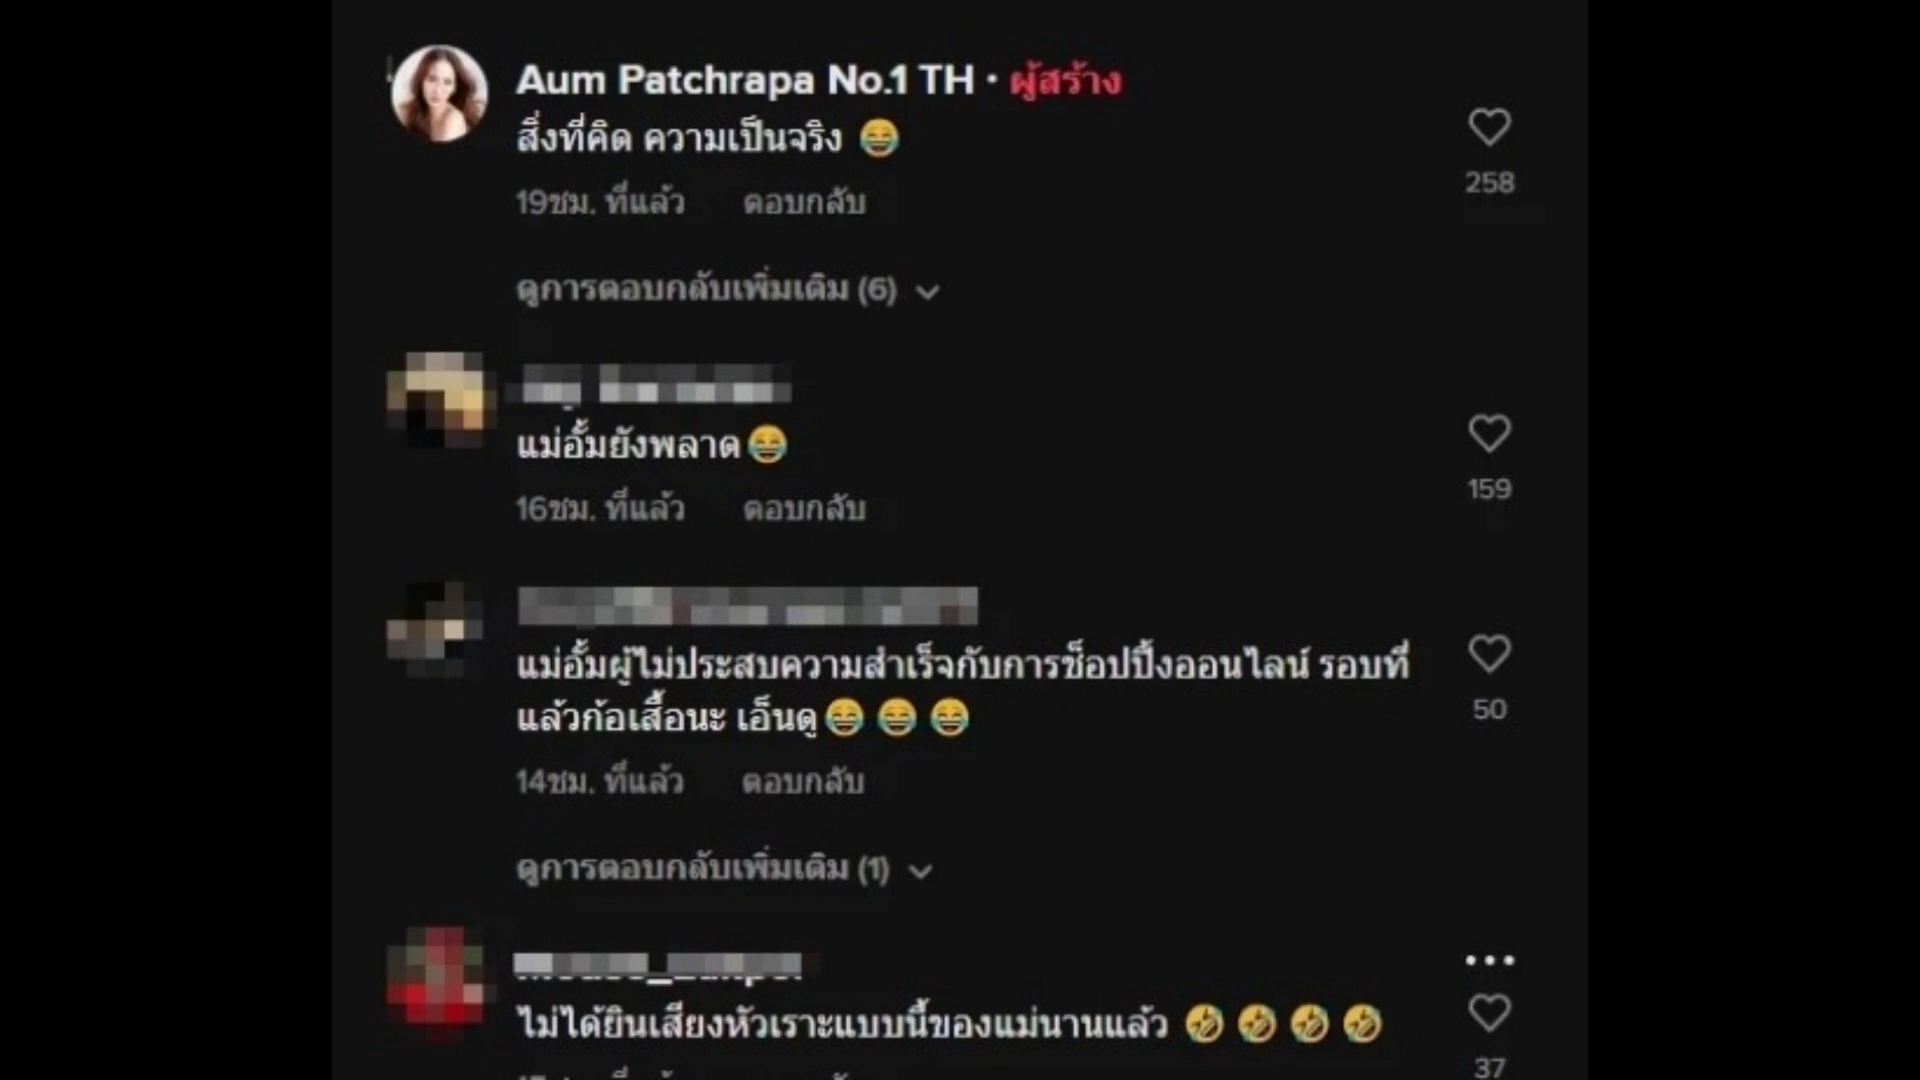 Aum Patchrapa No.1 TH · ผู้สร้าง
สิ่งที่คิด ความเป็นจริง 😂
258
19ชม. ที่แล้ว ตอบกลับ
ดูการตอบกลับเพิ่มเติม (6)
แม่อั้มยังพลาด😂
159
16ชม. ที่แล้ว ตอบกลับ
แม่อั้มผู้ไม่ประสบความสำเร็จกับการช็อปปิ้งออนไลน์ รอบที่
แล้วก้อเสื้อนะ เอ็นดู😂😂😂
50
14ชม. ที่แล้ว ตอบกลับ
ดูการตอบกลับเพิ่มเติม (1)
ไม่ได้ยินเสียงหัวเราะแบบนี้ของแม่นานแล้ว 🤣🤣🤣🤣
37